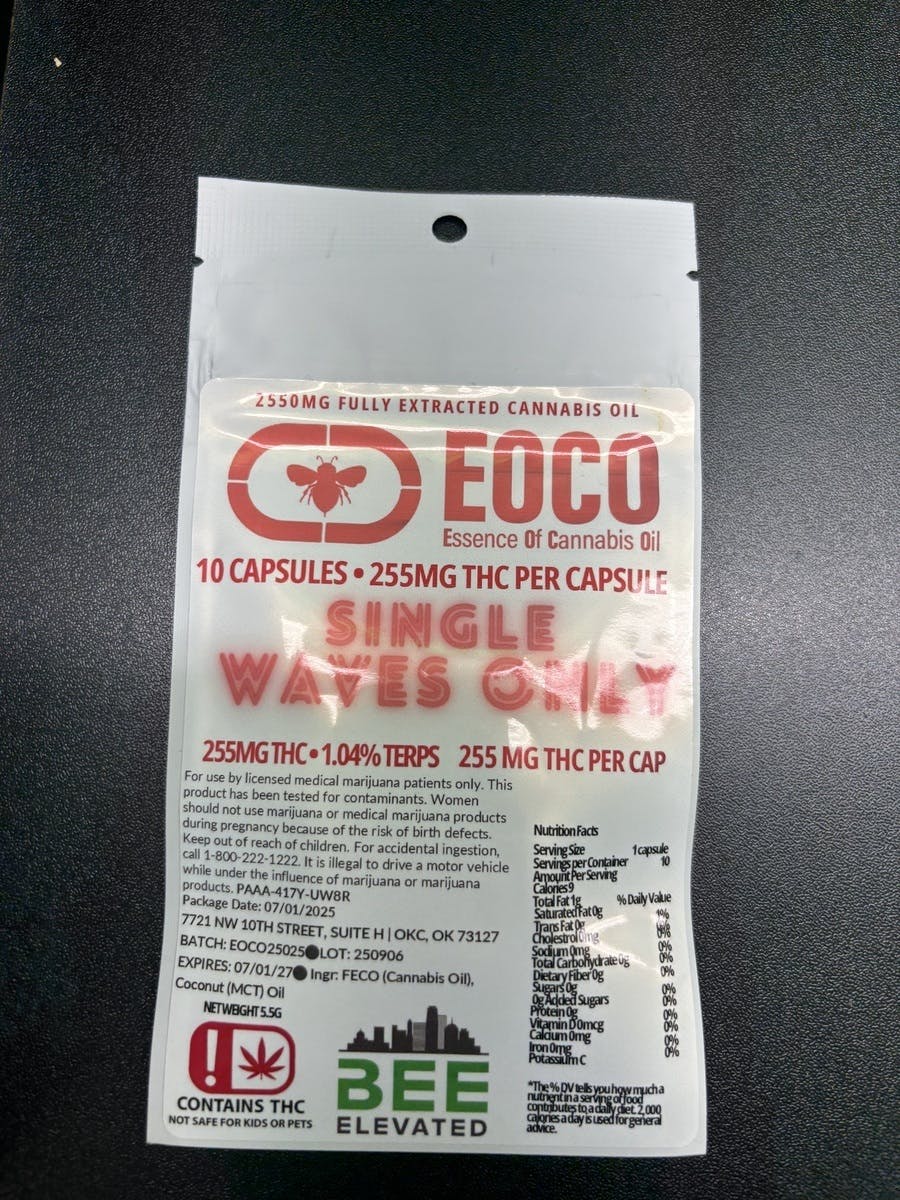 2550MG FULLY EXTRACTED CANNABIS OIL
EOCO
Essence Of Cannabis Oil
10 CAPSULES • 255MG THC PER CAPSULE
SINGLE
WAVES ONLY
255MG THC • 1.04% TERPS 255 MG THC PER CAP
For use by licensed medical marijuana patients only. This
product has been tested for contaminants. Women
should not use marijuana or medical marijuana products
during pregnancy because of the risk of birth defects.
Keep out of reach of children. For accidental ingestion,
call 1-800-222-1222. It is illegal to drive a motor vehicle
while under the influence of marijuana or marijuana
products. PAAA-417Y-UW8R
Package Date: 07/01/2025
7721 NW 10TH STREET, SUITE H | OKC, OK 73127
BATCH: EOCO25025●LOT: 250906
EXPIRES: 07/01/27● Ingr: FECO (Cannabis Oil),
Coconut (MCT) Oil
NET WEIGHT 5.5G
CONTAINS THC
NOT SAFE FOR KIDS OR PETS
BEE
ELEVATED
Nutrition Facts
Serving Size 1 capsule
Servings per Container 10
Amount Per Serving
Calories 9
% Daily Value
Total Fat 1g 1%
Saturated Fat 0g
Trans Fat 0g
Cholestrol 0mg 0%
Sodium 0mg 0%
Total Carbohydrate 0g 0%
Dietary Fiber 0g 0%
Sugars 0g
0g Added Sugars 0%
Protein 0g 0%
Vitamin D 0mcg 0%
Calcium 0mg 0%
Iron 0mg 0%
Potassium C 0%
*The % DV tells you how much a
nutrient in a serving of food
contributes to a daily diet. 2,000
calories a day is used for general
advice.